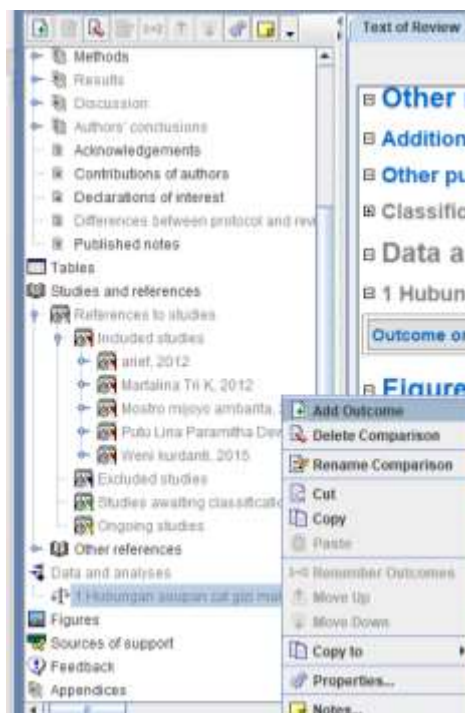 Text of Review
Methods
Results
Discussion
Authors' conclusions
Acknowledgements
Contributions of authors
Declarations of interest
Differences between protocol and revi
Published notes
Tables
Studies and references
References to studies
Included studies
arief, 2012
Martalina Tri K, 2012
Mostro mijoyo ambarita,
Putu Lina Paramitha Dew
Weni kurdanti, 2015
Excluded studies
Studies awaiting classificatio
Ongoing studies
Other references
Data and analyses
1 Hubungan asupan zat gizi mak
Figures
Sources of support
Feedback
Appendices
Other
Addition
Other pu
Classific
Data a
1 Hubun
Outcome or
Figure
Add Outcome
Delete Comparison
Rename Comparison
Cut
Copy
Paste
Renumber Outcomes
Move Up
Move Down
Copy to
Properties...
Notes...